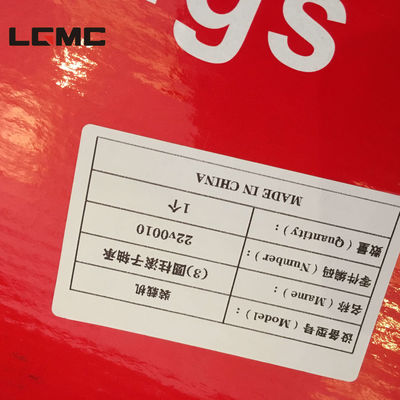 LCMC
gs
设备型号（Model）： 装载机
名称（Mame）： (3)圆柱滚子轴承
零件编码（Number）： 22v0010
数量（Quantity）： 1个
MADE IN CHINA